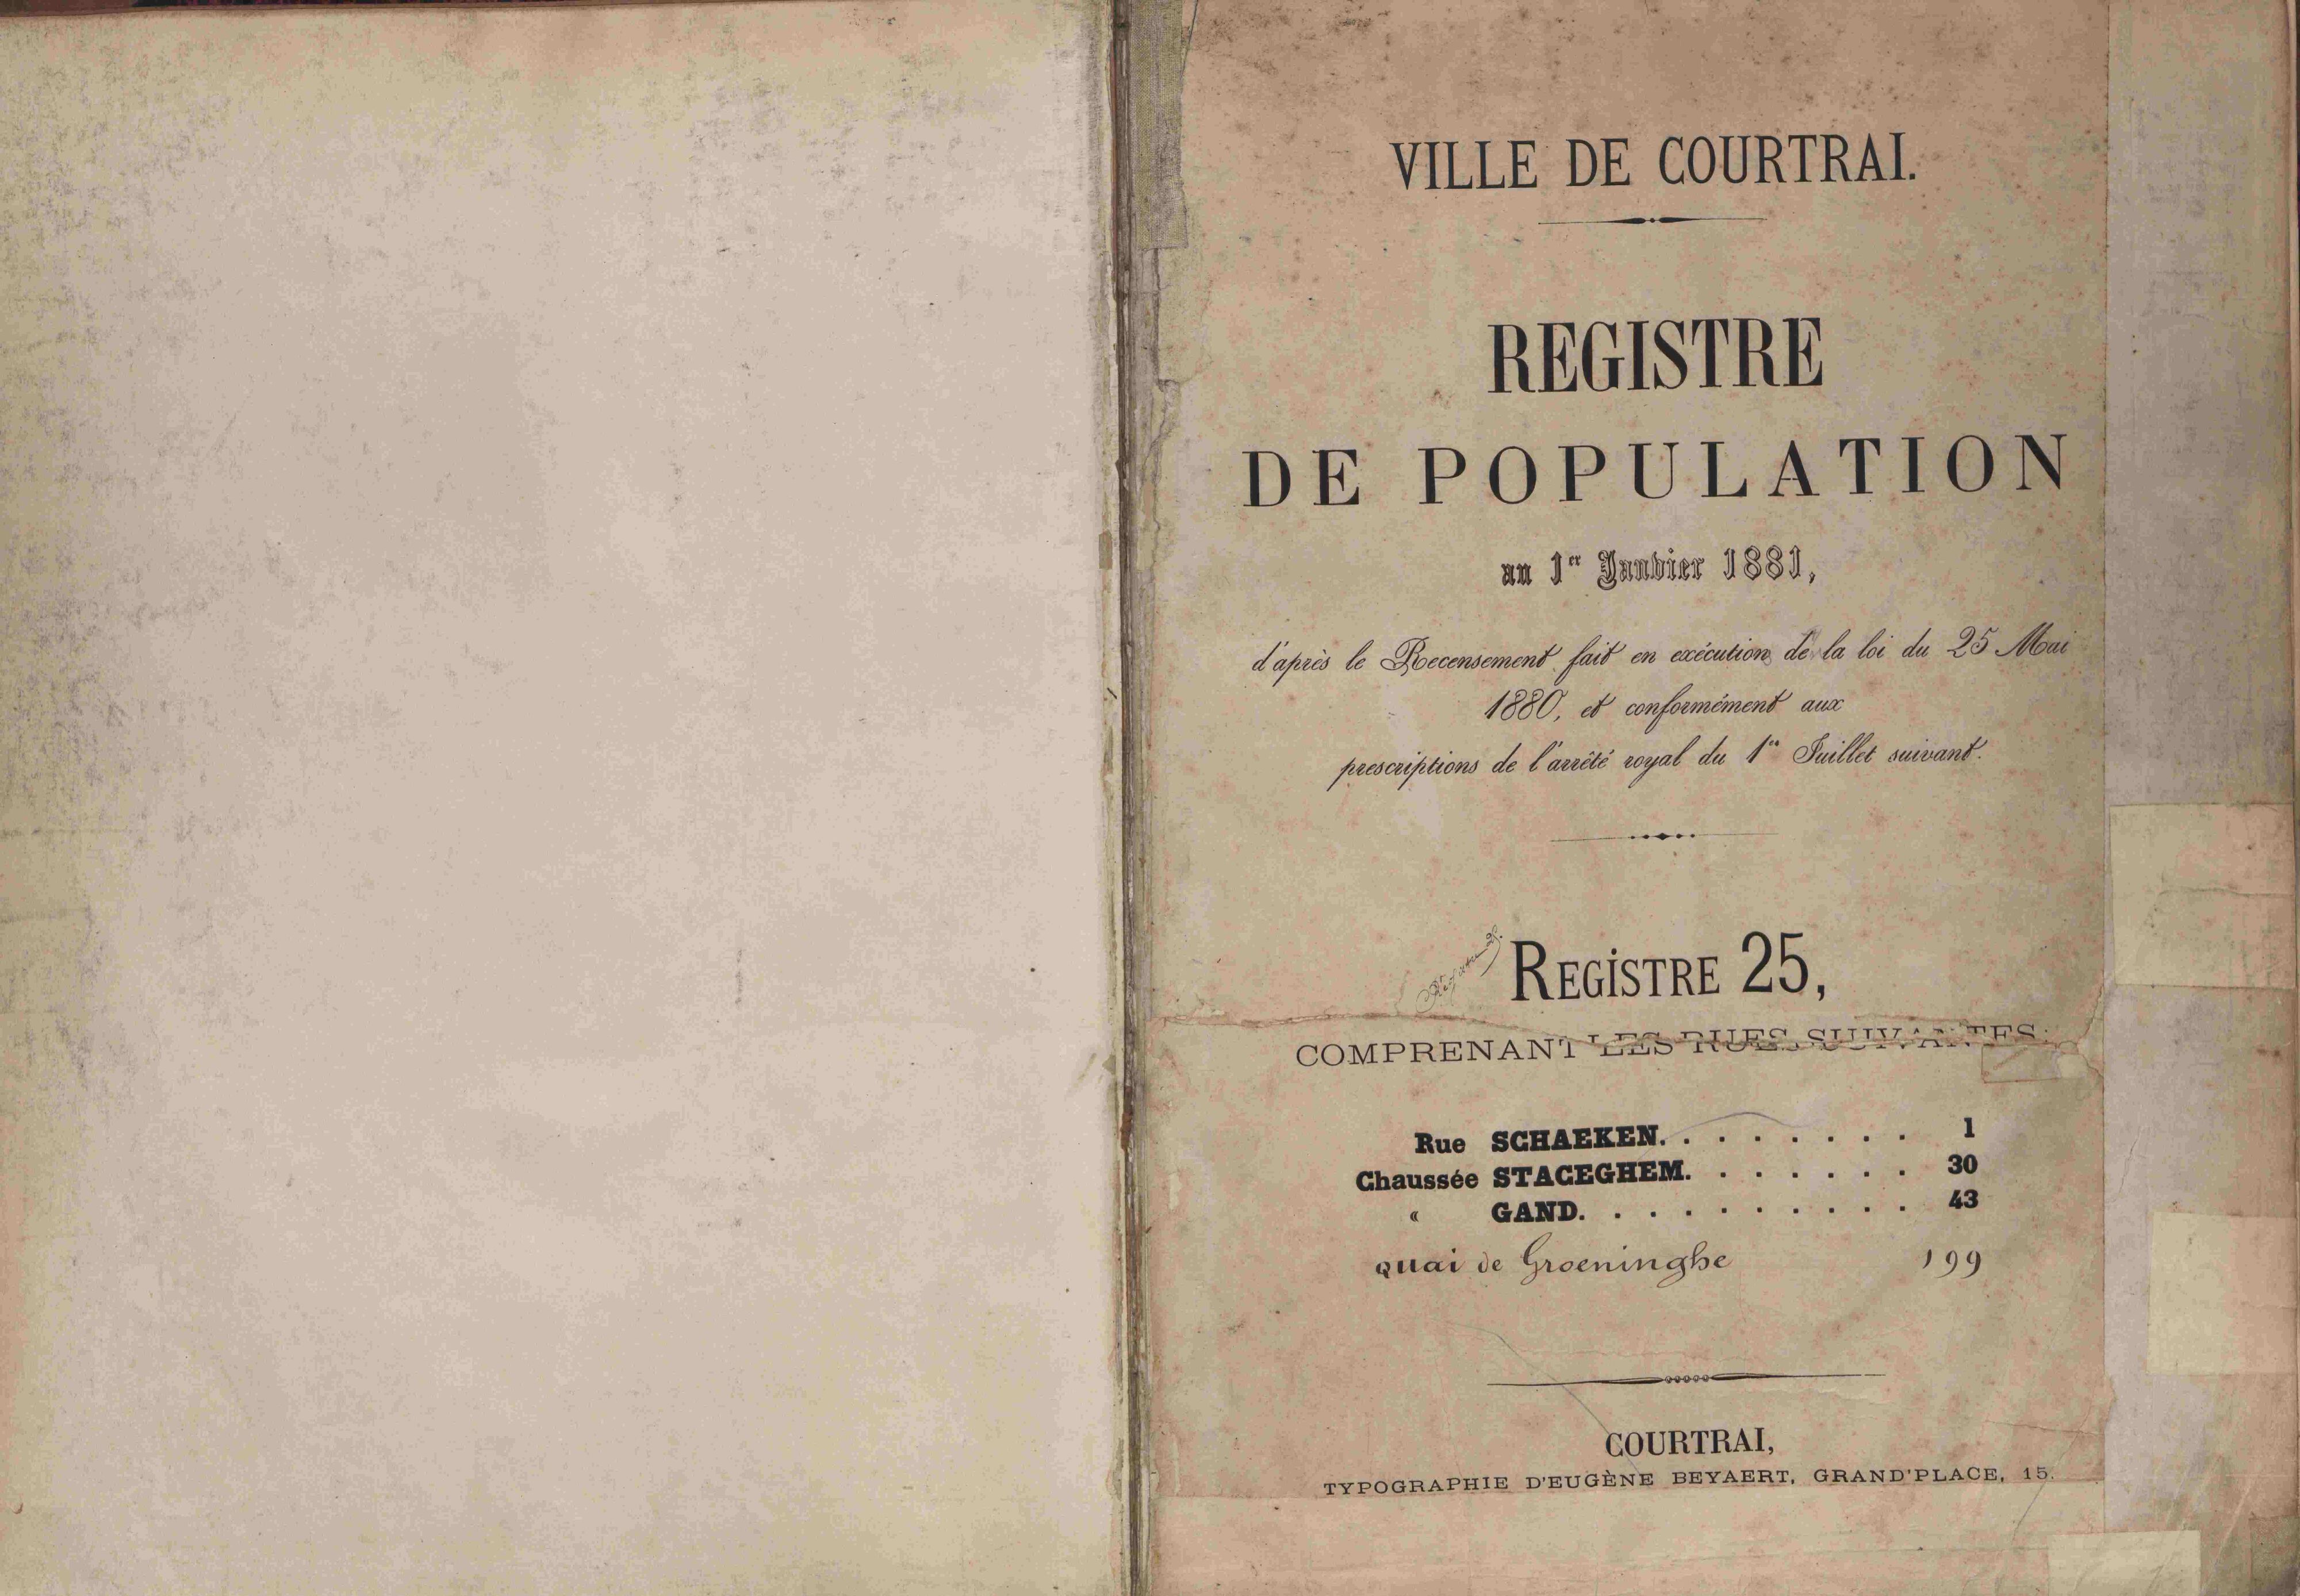 VILLE DE COURTRAI.
REGISTRE
DE POPULATION
au 1er Janvier 1881,
d'après le Recensement fait en exécution de la loi du 25 Mai
1880, et conformément aux
prescriptions de l'arrêté royal du 1er Juillet suivant.
REGISTRE 25,
COMPRENANT LES RUES SUIVANTES:
Rue SCHAEKEN. . . . . . . . 1
Chaussée STACEGHEM. . . . . . . 30
« GAND. . . . . . . . . . 43
quai de Groeninghe 199
COURTRAI,
TYPOGRAPHIE D'EUGÈNE BEYAERT, GRAND'PLACE, 15.